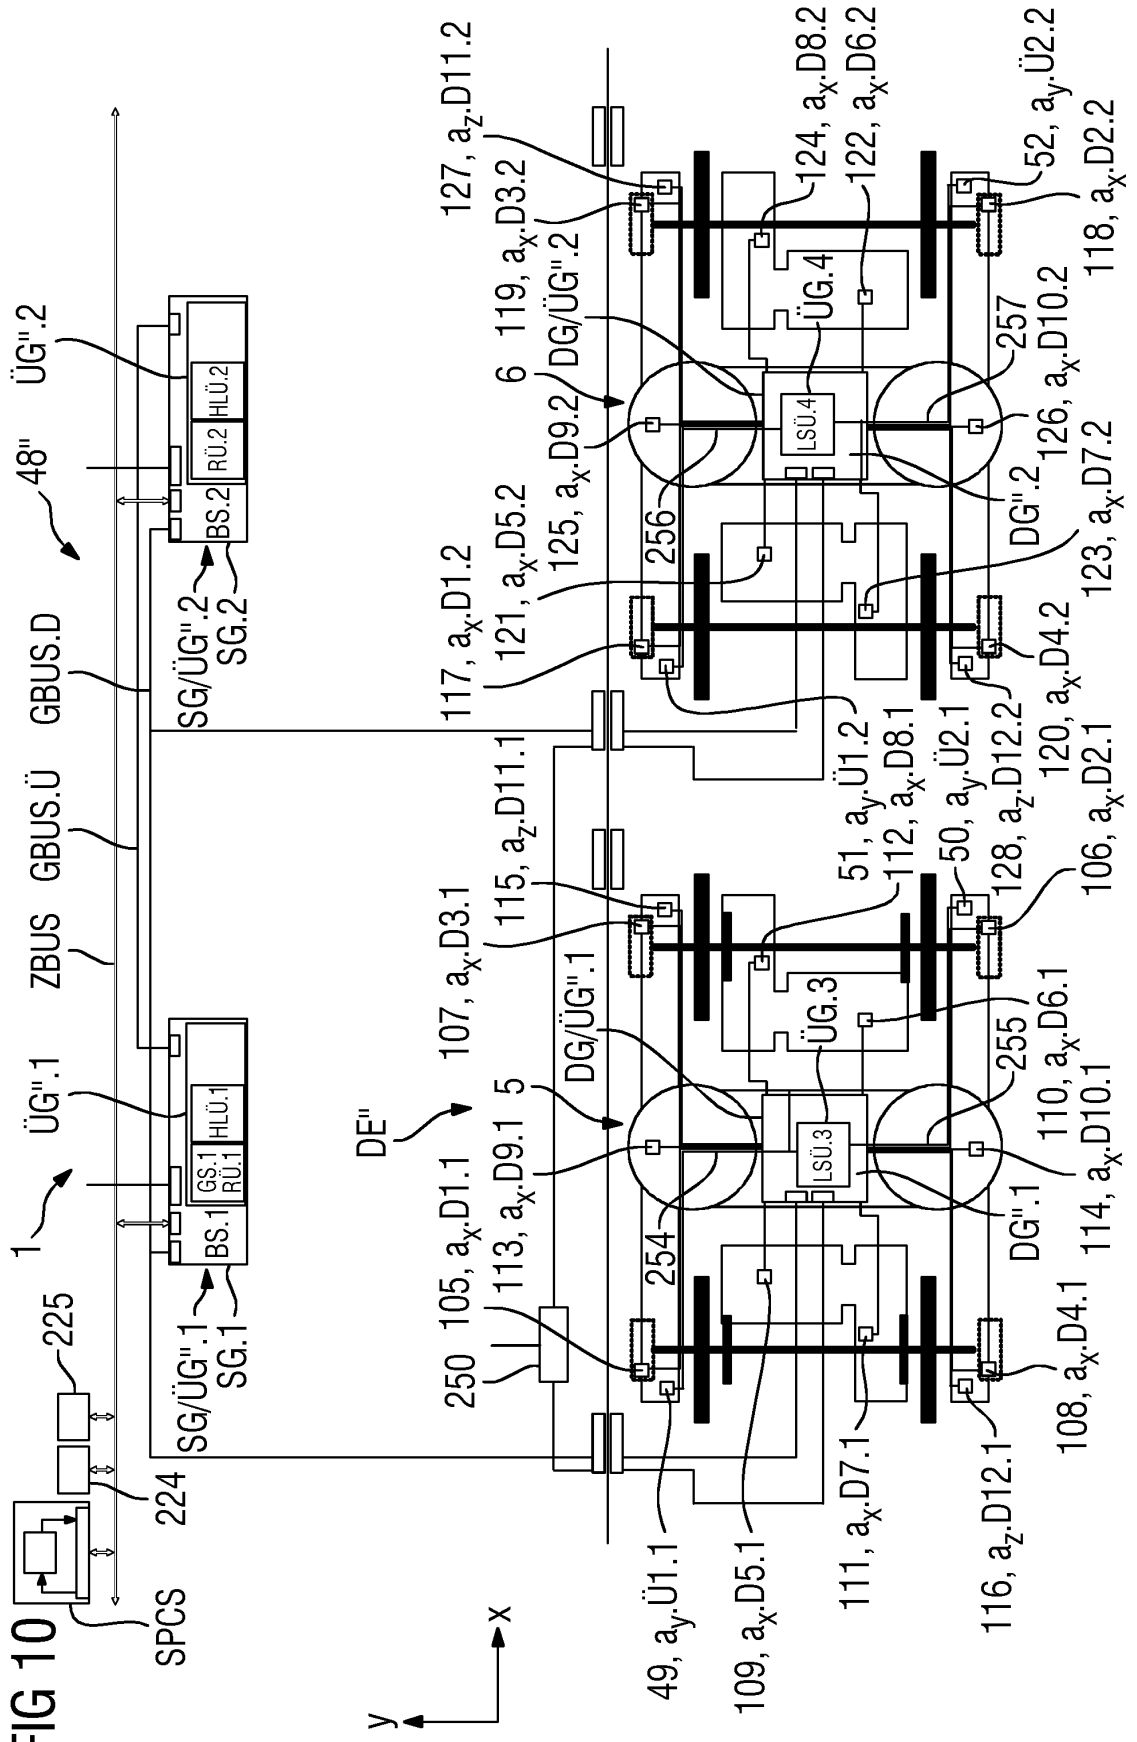 FIG 10
SPCS
224
225
1
ÜG".1
ZBUS
GBUS.Ü
GBUS.D
48"
ÜG".2
SG/ÜG".1
SG.1
BS.1
GS.1
RÜ.1
HLÜ.1
SG/ÜG".2
SG.2
BS.2
RÜ.2
HLÜ.2
y
x
DE"
250
105, ax.D1.1
113, ax.D9.1
5
DG/ÜG".1
107, ax.D3.1
115, az.D11.1
117, ax.D1.2
121, ax.D5.2
125, ax.D9.2
6
DG/ÜG".2
119, ax.D3.2
127, az.D11.2
254
LSÜ.3
ÜG.3
256
LSÜ.4
ÜG.4
49, ay.Ü1.1
109, ax.D5.1
111, ax.D7.1
116, az.D12.1
108, ax.D4.1
DG".1
114, ax.D10.1
110, ax.D6.1
255
51, ay.Ü1.2
112, ax.D8.1
50, ay.Ü2.1
128, az.D12.2
120, ax.D4.2
106, ax.D2.1
DG".2
123, ax.D7.2
126, ax.D10.2
257
124, ax.D8.2
122, ax.D6.2
52, ay.Ü2.2
118, ax.D2.2